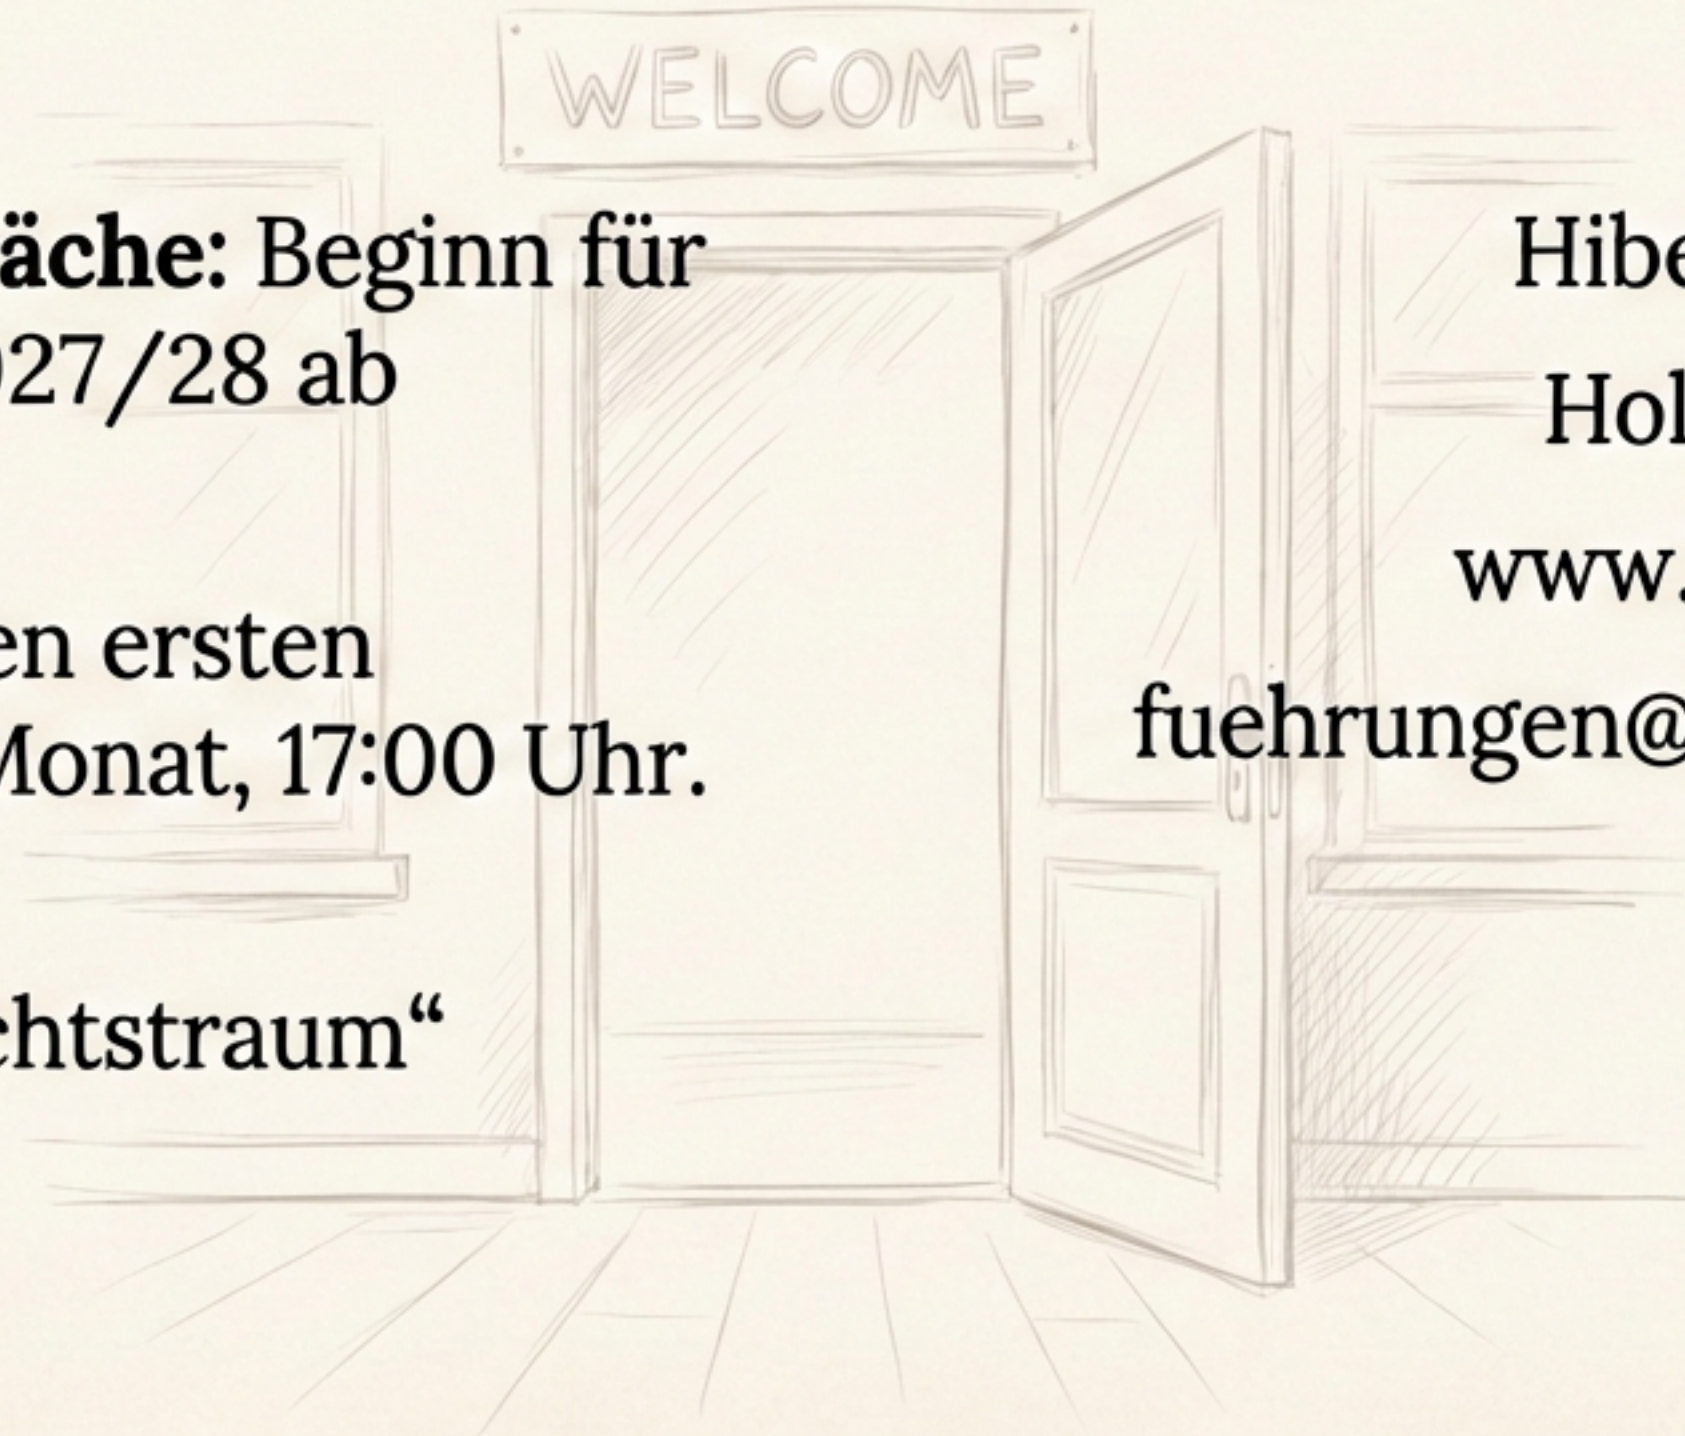 WELCOME
äche: Beginn für
027/28 ab
en ersten
Monat, 17:00 Uhr.
chtstraum“
Hibe
Hol
www.
fuehrungen@